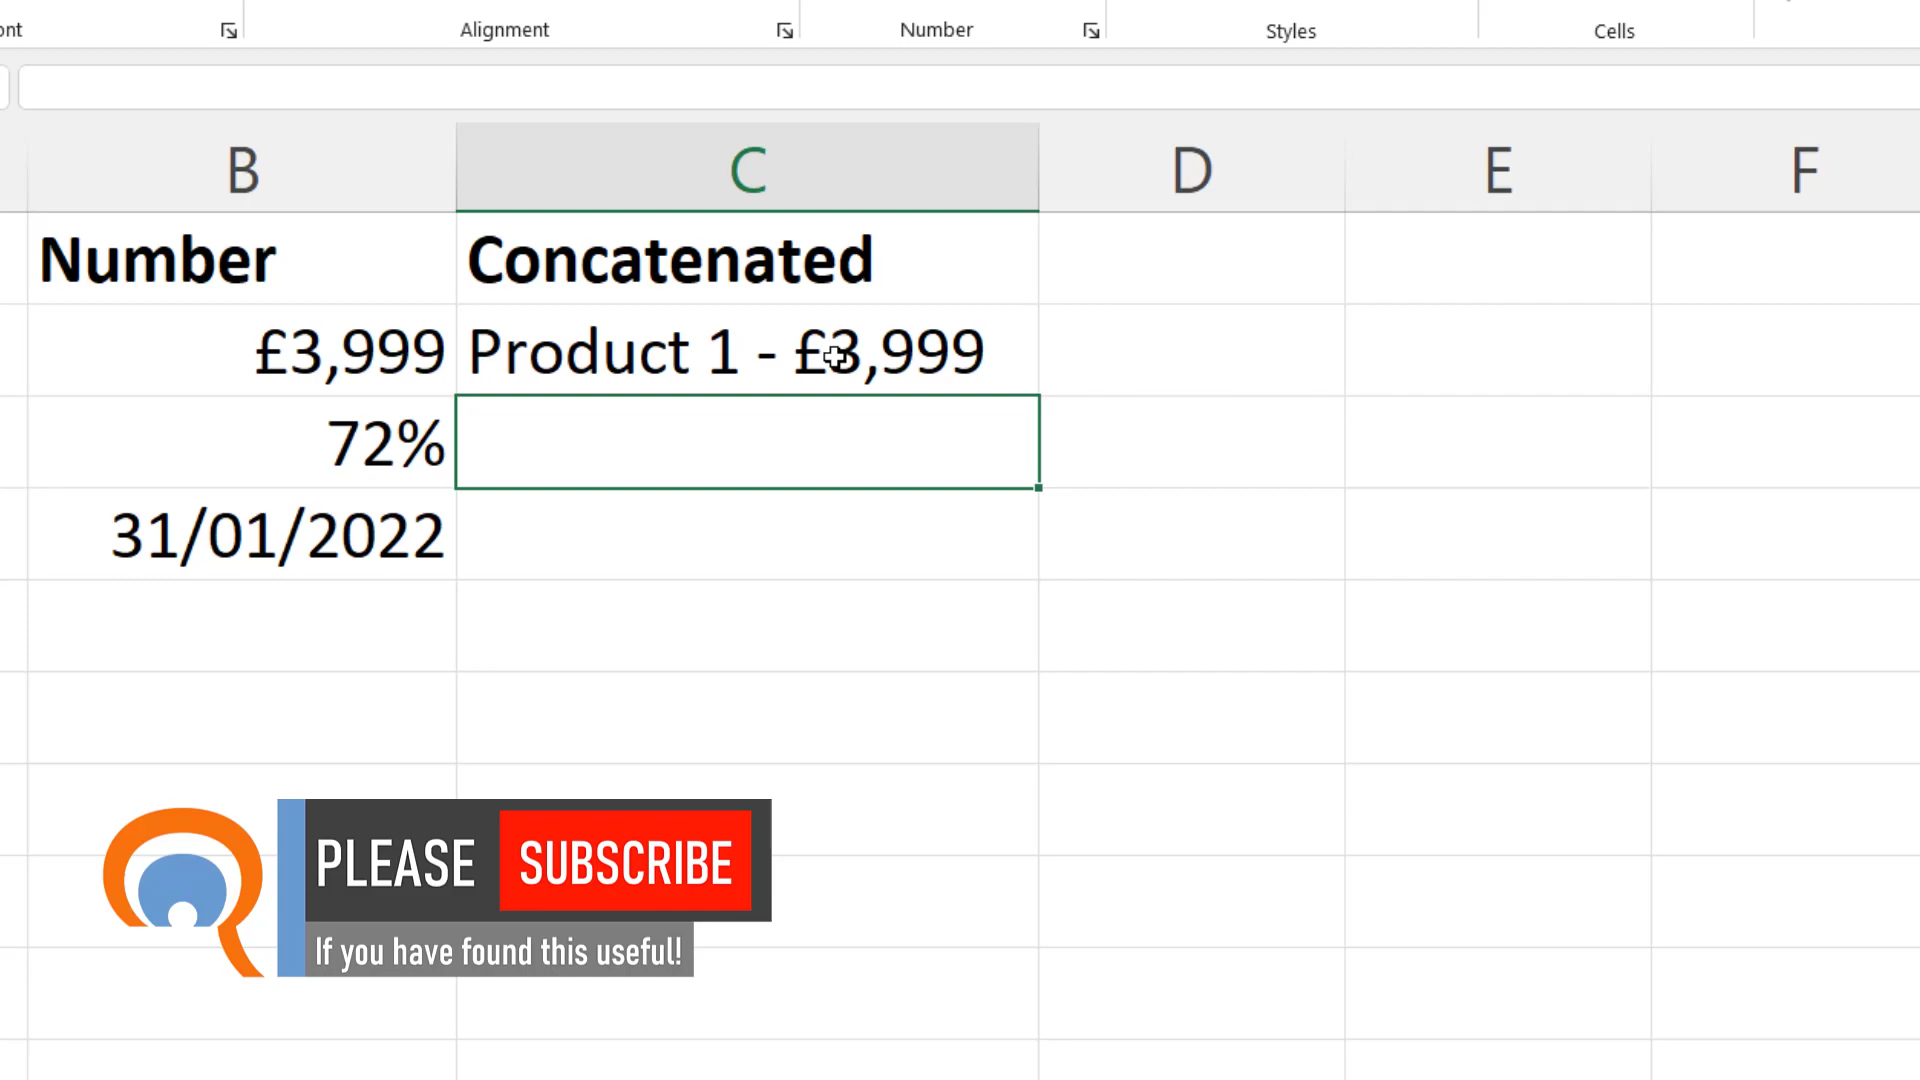 ont Alignment Number Styles Cells
B C D E F
Number Concatenated
£3,999 Product 1 - £3,999
72%
31/01/2022
PLEASE SUBSCRIBE
If you have found this useful!